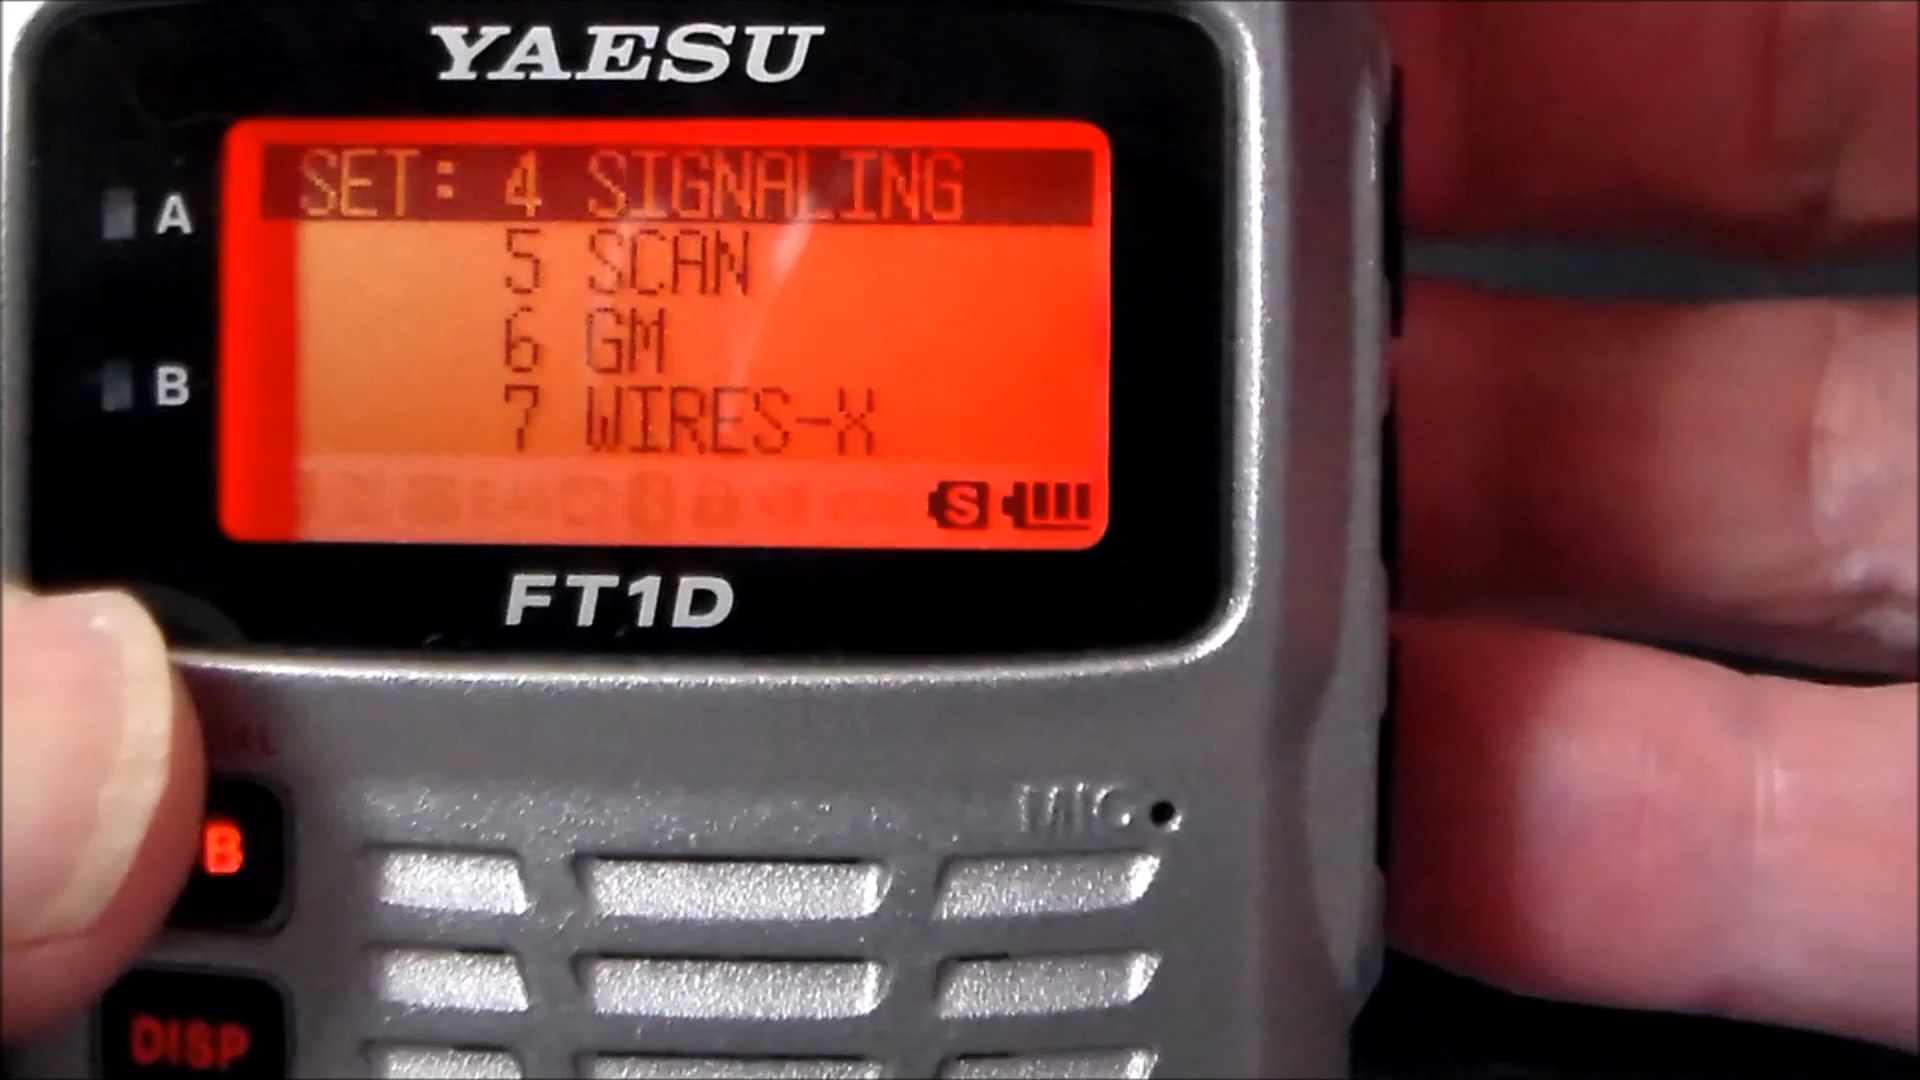 YAESU
SET: 4 SIGNALING
5 SCAN
6 GM
7 WIRES-X
S
A
B
FT1D
MIC
B
DISP